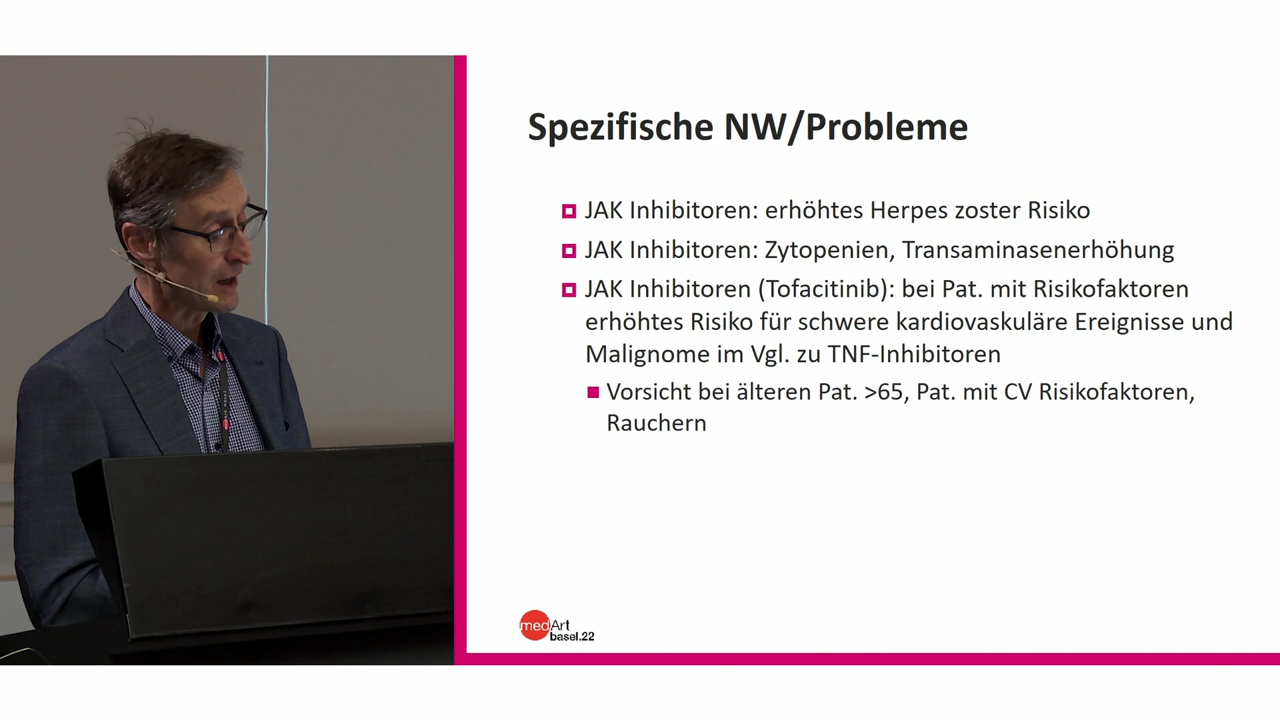 Spezifische NW/Probleme
JAK Inhibitoren: erhöhtes Herpes zoster Risiko
JAK Inhibitoren: Zytopenien, Transaminasenerhöhung
JAK Inhibitoren (Tofacitinib): bei Pat. mit Risikofaktoren
erhöhtes Risiko für schwere kardiovaskuläre Ereignisse und
Malignome im Vgl. zu TNF-Inhibitoren
Vorsicht bei älteren Pat. >65, Pat. mit CV Risikofaktoren,
Rauchern
medArt
basel.22